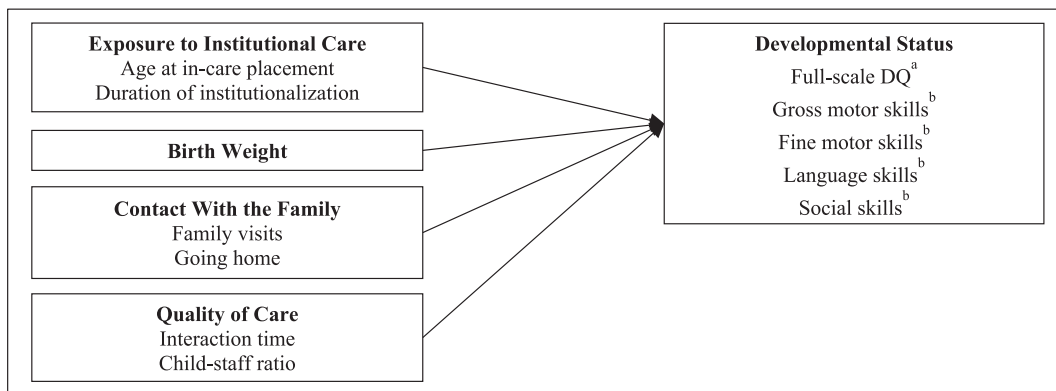 Exposure to Institutional Care
Age at in-care placement
Duration of institutionalization
Birth Weight
Contact With the Family
Family visits
Going home
Quality of Care
Interaction time
Child-staff ratio
Developmental Status
Full-scale DQᵃ
Gross motor skillsᵇ
Fine motor skillsᵇ
Language skillsᵇ
Social skillsᵇ